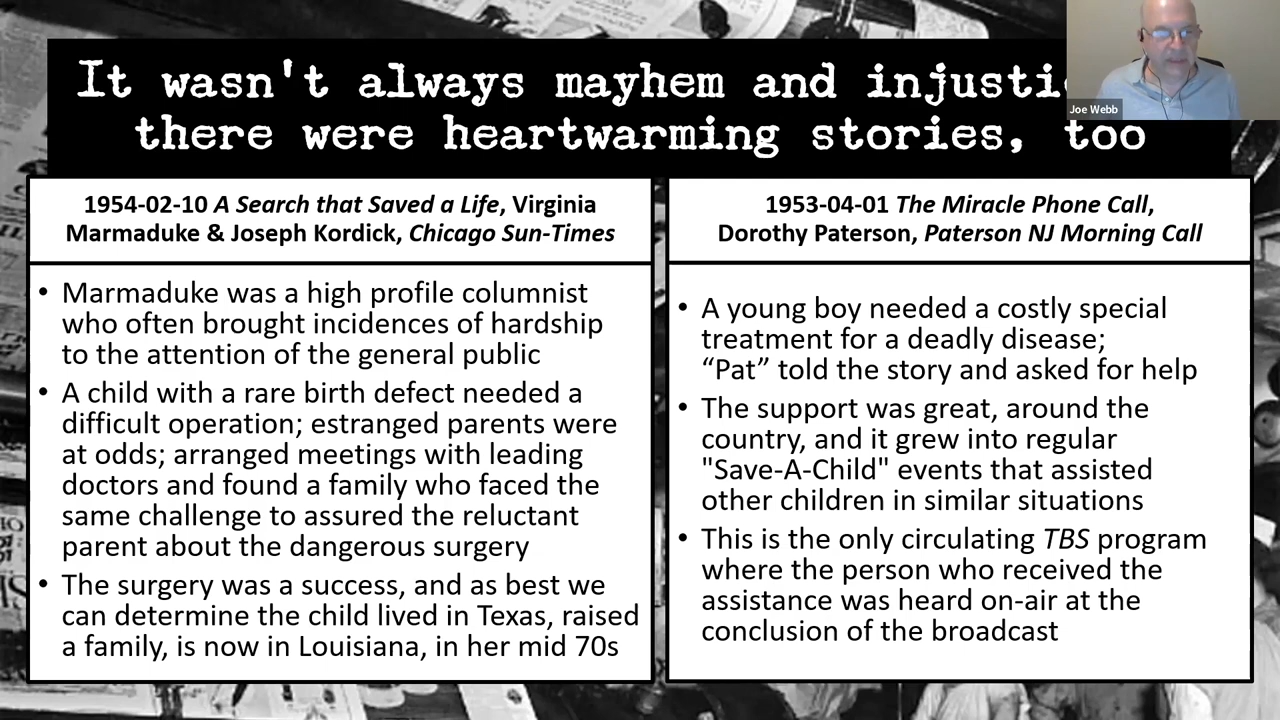 It wasn't always mayhem and
there were heartwarming stories, too
Joe Webb
1954-02-10 A Search that Saved a Life, Virginia
Marmaduke & Joseph Kordick, Chicago Sun-Times
• Marmaduke was a high profile columnist
who often brought incidences of hardship
to the attention of the general public
• A child with a rare birth defect needed a
difficult operation; estranged parents were
at odds; arranged meetings with leading
doctors and found a family who faced the
same challenge to assured the reluctant
parent about the dangerous surgery
• The surgery was a success, and as best we
can determine the child lived in Texas, raised
a family, is now in Louisiana, in her mid 70s
1953-04-01 The Miracle Phone Call,
Dorothy Paterson, Paterson NJ Morning Call
• A young boy needed a costly special
treatment for a deadly disease;
“Pat” told the story and asked for help
• The support was great, around the
country, and it grew into regular
"Save-A-Child" events that assisted
other children in similar situations
• This is the only circulating TBS program
where the person who received the
assistance was heard on-air at the
conclusion of the broadcast